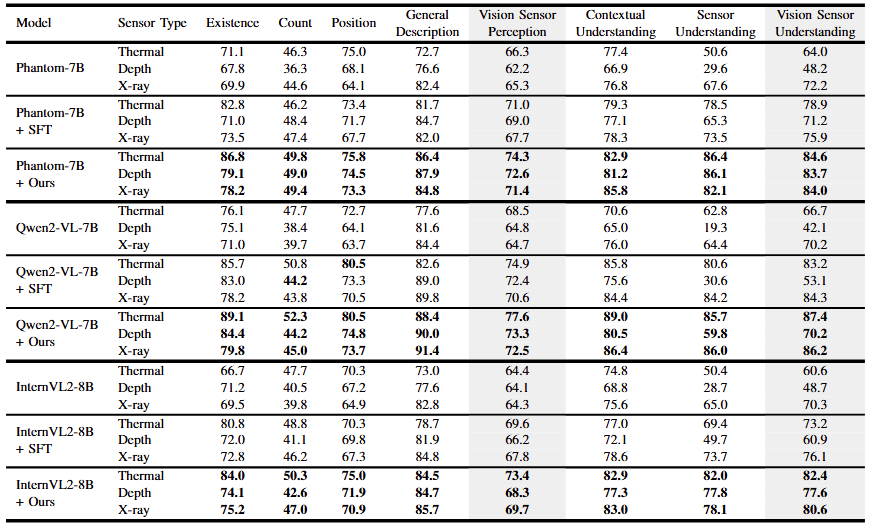 Model Sensor Type Existence Count Position General Description Vision Sensor Perception Contextual Understanding Sensor Understanding Vision Sensor Understanding
Phantom-7B Thermal 71.1 46.3 75.0 72.7 66.3 77.4 50.6 64.0
Depth 67.8 36.3 68.1 76.6 62.2 66.9 29.6 48.2
X-ray 69.9 44.6 64.1 82.4 65.3 76.8 67.6 72.2
Phantom-7B + SFT Thermal 82.8 46.2 73.4 81.7 71.0 79.3 78.5 78.9
Depth 71.0 48.4 71.7 84.7 69.0 77.1 65.3 71.2
X-ray 73.5 47.4 67.7 82.0 67.7 78.3 73.5 75.9
Phantom-7B + Ours Thermal 86.8 49.8 75.8 86.4 74.3 82.9 86.4 84.6
Depth 79.1 49.0 74.5 87.9 72.6 81.2 86.1 83.7
X-ray 78.2 49.4 73.3 84.8 71.4 85.8 82.1 84.0
Qwen2-VL-7B Thermal 76.1 47.7 72.7 77.6 68.5 70.6 62.8 66.7
Depth 75.1 38.4 64.1 81.6 64.8 65.0 19.3 42.1
X-ray 71.0 39.7 63.7 84.4 64.7 76.0 64.4 70.2
Qwen2-VL-7B + SFT Thermal 85.7 50.8 80.5 82.6 74.9 85.8 80.6 83.2
Depth 83.0 44.2 73.3 89.0 72.4 75.6 30.6 53.1
X-ray 78.2 43.8 70.5 89.8 70.6 84.4 84.2 84.3
Qwen2-VL-7B + Ours Thermal 89.1 52.3 80.5 88.4 77.6 89.0 85.7 87.4
Depth 84.4 44.2 74.8 90.0 73.3 80.5 59.8 70.2
X-ray 79.8 45.0 73.7 91.4 72.5 86.4 86.0 86.2
InternVL2-8B Thermal 66.7 47.7 70.3 73.0 64.4 74.8 50.4 60.6
Depth 71.2 40.5 67.2 77.6 64.1 68.8 28.7 48.7
X-ray 69.5 39.8 64.9 82.8 64.3 75.6 65.0 70.3
InternVL2-8B + SFT Thermal 80.8 48.8 70.3 78.7 69.6 77.0 69.4 73.2
Depth 72.0 41.1 69.8 81.9 66.2 72.1 49.7 60.9
X-ray 72.8 46.2 67.3 84.8 67.8 78.6 73.7 76.1
InternVL2-8B + Ours Thermal 84.0 50.3 75.0 84.5 73.4 82.9 82.0 82.4
Depth 74.1 42.6 71.9 84.7 68.3 77.3 77.8 77.6
X-ray 75.2 47.0 70.9 85.7 69.7 83.0 78.1 80.6